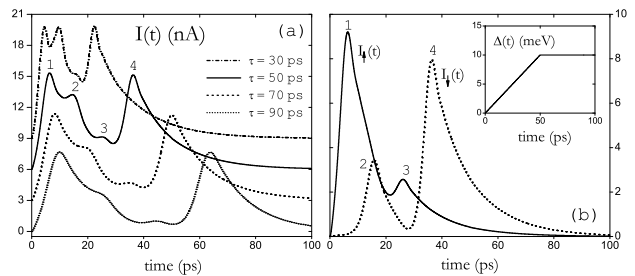 I(t) (nA)
(a)
τ = 30 ps
τ = 50 ps
τ = 70 ps
τ = 90 ps
1
2
3
4
21
18
15
12
9
6
3
0
0 20 40 60 80 100
time (ps)
1
2
3
4
I↑(t)
I↓(t)
(b)
Δ(t) (meV)
15
10
5
0
0 50 100
time (ps)
10
8
6
4
2
0
0 20 40 60 80 100
time (ps)